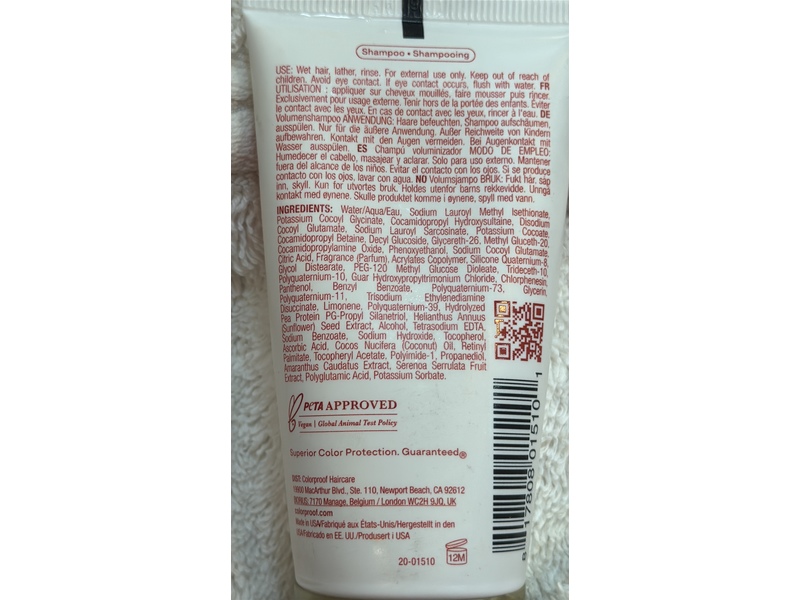 Shampoo • Shampooing
USE: Wet hair, lather, rinse. For external use only. Keep out of reach of
children. Avoid eye contact. If eye contact occurs, flush with water. FR
UTILISATION : appliquer sur cheveux mouillés, faire mousser puis rincer.
Exclusivement pour usage externe. Tenir hors de la portée des enfants. Éviter
le contact avec les yeux. En cas de contact avec les yeux, rincer à l'eau. DE
Volumenshampoo ANWENDUNG: Haare befeuchten, Shampoo aufschäumen,
ausspülen. Nur für die äußere Anwendung. Außer Reichweite von Kindern
aufbewahren. Kontakt mit den Augen vermeiden. Bei Augenkontakt mit
Wasser ausspülen. ES Champú voluminizador MODO DE EMPLEO:
Humedecer el cabello, masajear y aclarar. Solo para uso externo. Mantener
fuera del alcance de los niños. Evitar el contacto con los ojos. Si se produce
contacto con los ojos, lavar con agua. NO Volumsjampo BRUK: Fukt hår, såp
inn, skyll. Kun for utvortes bruk. Holdes utenfor barns rekkevidde. Unngå
kontakt med øynene. Skulle produktet komme i øynene, spyll med vann.
INGREDIENTS: Water/Aqua/Eau, Sodium Lauroyl Methyl Isethionate,
Potassium Cocoyl Glycinate, Cocamidopropyl Hydroxysultaine, Disodium
Cocoyl Glutamate, Sodium Lauroyl Sarcosinate, Potassium Cocoate,
Cocamidopropyl Betaine, Decyl Glucoside, Glycereth-26, Methyl Gluceth-20,
Cocamidopropylamine Oxide, Phenoxyethanol, Sodium Cocoyl Glutamate,
Citric Acid, Fragrance (Parfum), Acrylates Copolymer, Silicone Quaternium-8,
Glycol Distearate, PEG-120 Methyl Glucose Dioleate, Trideceth-10,
Polyquaternium-10, Guar Hydroxypropyltrimonium Chloride, Chlorphenesin,
Panthenol, Benzyl Benzoate, Polyquaternium-73, Glycerin,
Polyquaternium-11, Trisodium Ethylenediamine
Disuccinate, Limonene, Polyquaternium-39, Hydrolyzed
Pea Protein PG-Propyl Silanetriol, Helianthus Annuus
(Sunflower) Seed Extract, Alcohol, Tetrasodium EDTA,
Sodium Benzoate, Sodium Hydroxide, Tocopherol,
Ascorbic Acid, Cocos Nucifera (Coconut) Oil, Retinyl
Palmitate, Tocopheryl Acetate, Polyimide-1, Propanediol,
Amaranthus Caudatus Extract, Serenoa Serrulata Fruit
Extract, Polyglutamic Acid, Potassium Sorbate.
PETA APPROVED
Vegan | Global Animal Test Policy
Superior Color Protection. Guaranteed®
DIST: Colorproof Haircare
19900 MacArthur Blvd., Ste. 110, Newport Beach, CA 92612
7170 Manage, Belgium / London WC2H 9JQ, UK
colorproof.com
Made in USA/Fabriqué aux États-Unis/Hergestellt in den
USA/Fabricado en EE. UU./Produsert i USA
20-01510
12M
8 17808 01510 1